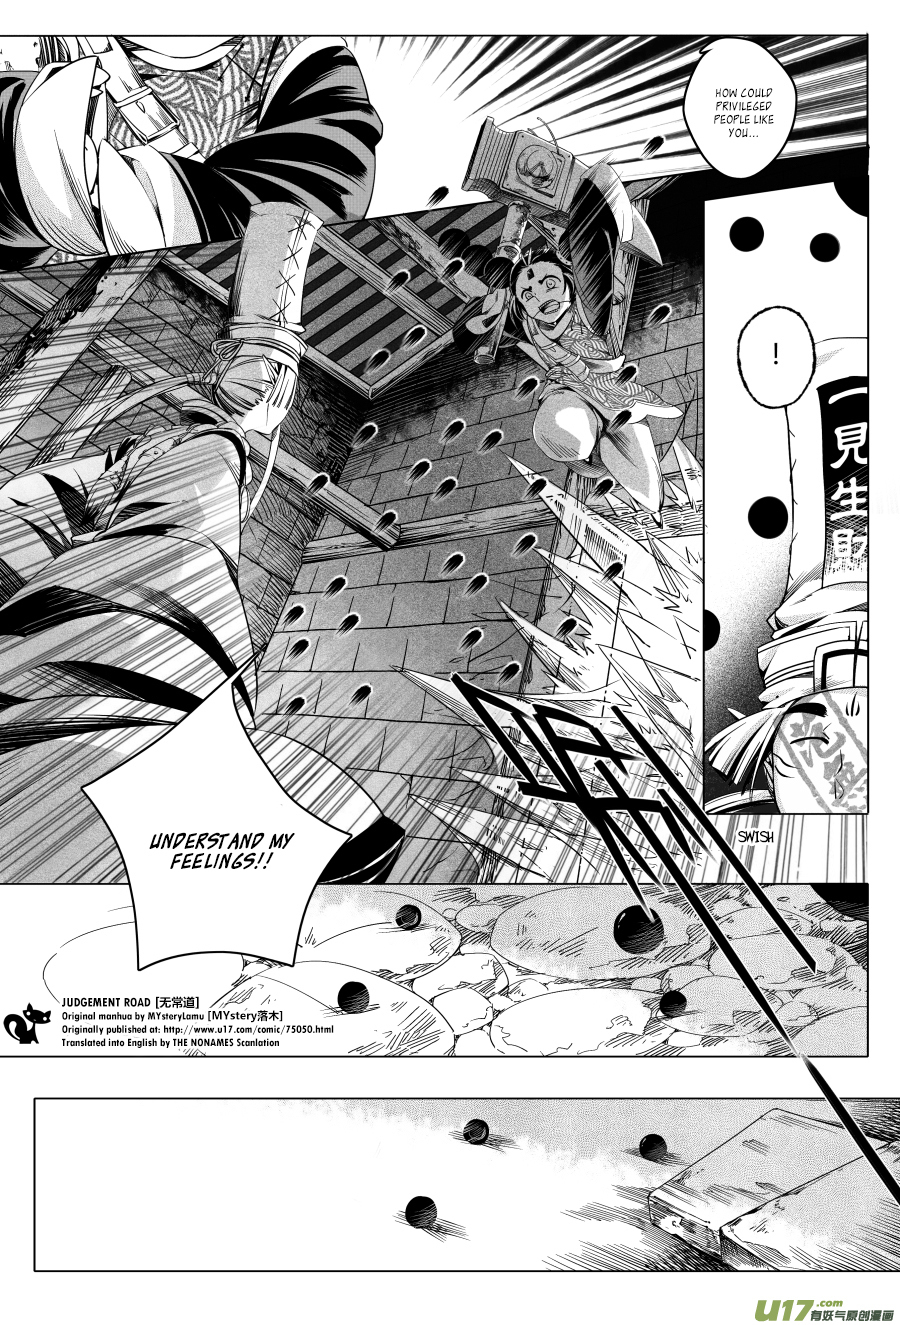 HOW COULD
PRIVILEGED
PEOPLE LIKE
YOU...
!
一見生財
UNDERSTAND MY
FEELINGS!!
SWISH
JUDGEMENT ROAD [无常道]
Original manhua by MYsteryLamu [MYstery落木]
Originally published at: http://www.u17.com/comic/75050.html
Translated into English by THE NONAMES Scanlation
U17.com
有妖气原创漫画